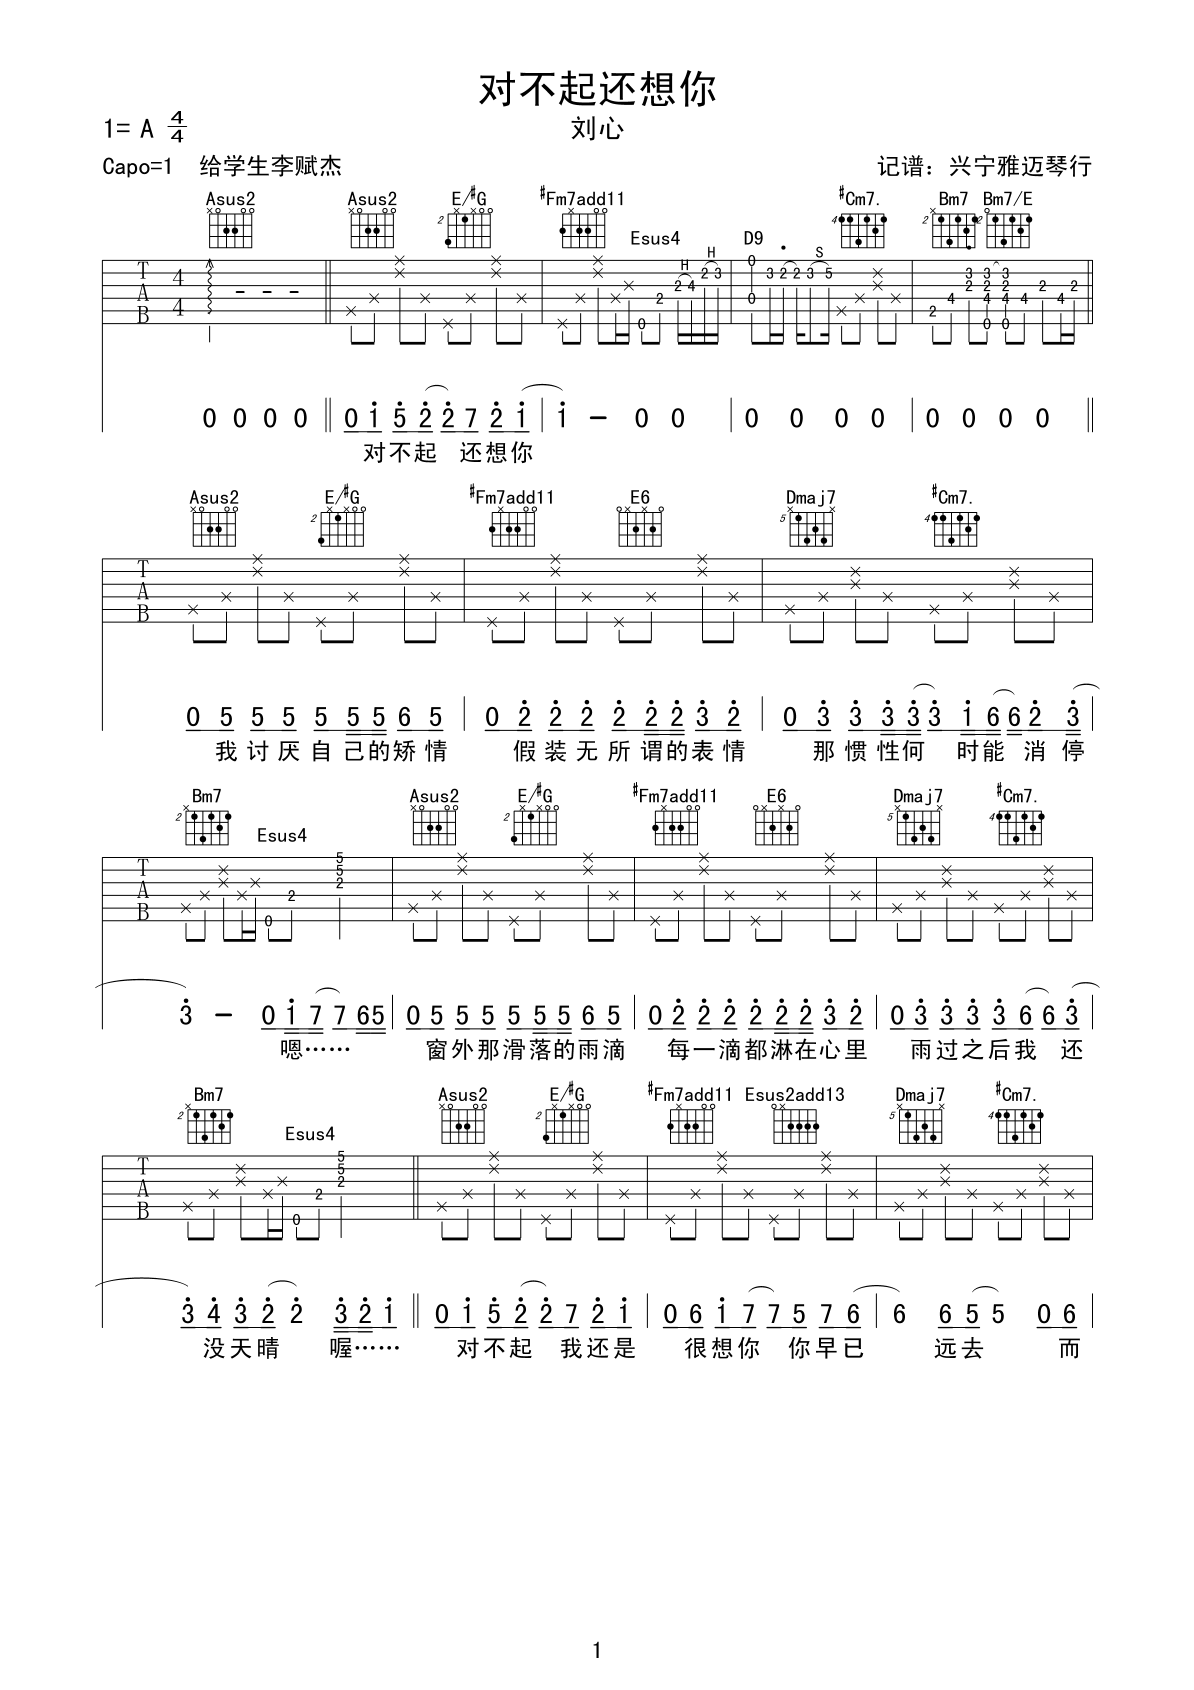 对不起还想你
1= A 4/4
刘心
Capo=1 给学生李赋杰
记谱：兴宁雅迈琴行
Asus2 Asus2 E/#G #Fm7add11 Esus4 D9 #Cm7. Bm7 Bm7/E
H H S
TAB 4/4
0 0 0 0 0 1 5 2 2 7 2 1 1 - 0 0 0 0 0 0 0 0 0 0
对不起 还想你
Asus2 E/#G #Fm7add11 E6 Dmaj7 #Cm7.
TAB
0 5 5 5 5 5 5 6 5 0 2 2 2 2 2 2 3 2 0 3 3 3 3 3 1 6 6 2 3
我讨厌自己的矫情 假装无所谓的表情 那惯性何 时能 消停
Bm7 Esus4 Asus2 E/#G #Fm7add11 E6 Dmaj7 #Cm7.
TAB
3 - 0 1 7 7 6 5 0 5 5 5 5 5 5 6 5 0 2 2 2 2 2 2 3 2 0 3 3 3 3 6 6 3
嗯…… 窗外那滑落的雨滴 每一滴都淋在心里 雨过之后我 还
Bm7 Esus4 Asus2 E/#G #Fm7add11 Esus2add13 Dmaj7 #Cm7.
TAB
3 4 3 2 2 3 2 1 0 1 5 2 2 7 2 1 0 6 1 7 7 5 7 6 6 6 5 5 0 6
没天晴 喔…… 对不起 我还是 很想你 你早已 远去 而
1